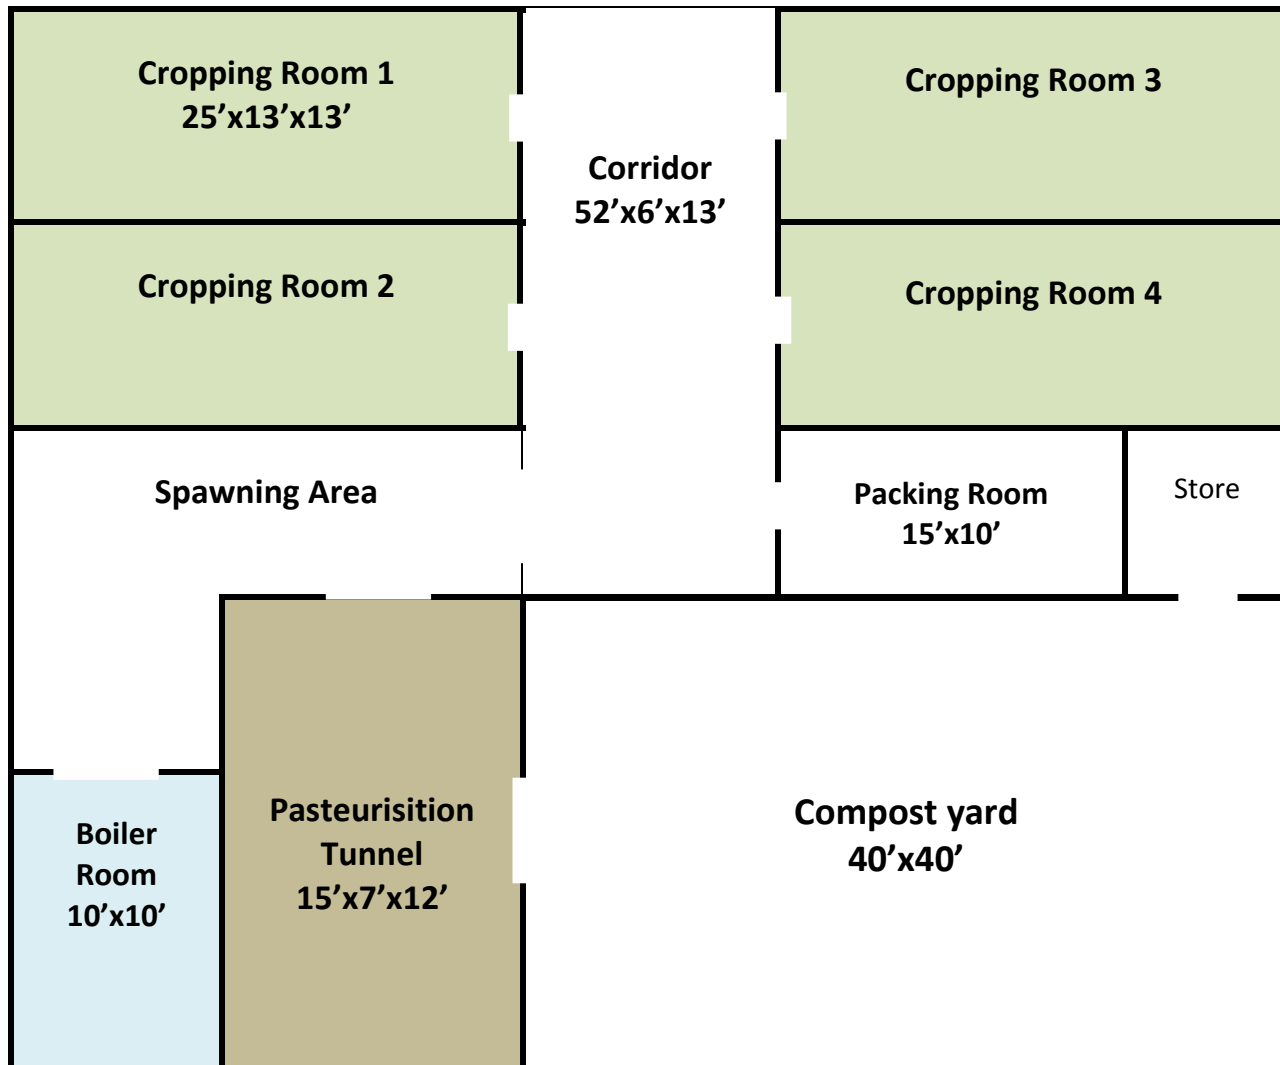 Cropping Room 1
25’x13’x13’
Cropping Room 3
Corridor
52’x6’x13’
Cropping Room 2
Cropping Room 4
Spawning Area
Packing Room
15’x10’
Store
Pasteurisition
Tunnel
15’x7’x12’
Boiler
Room
10’x10’
Compost yard
40’x40’